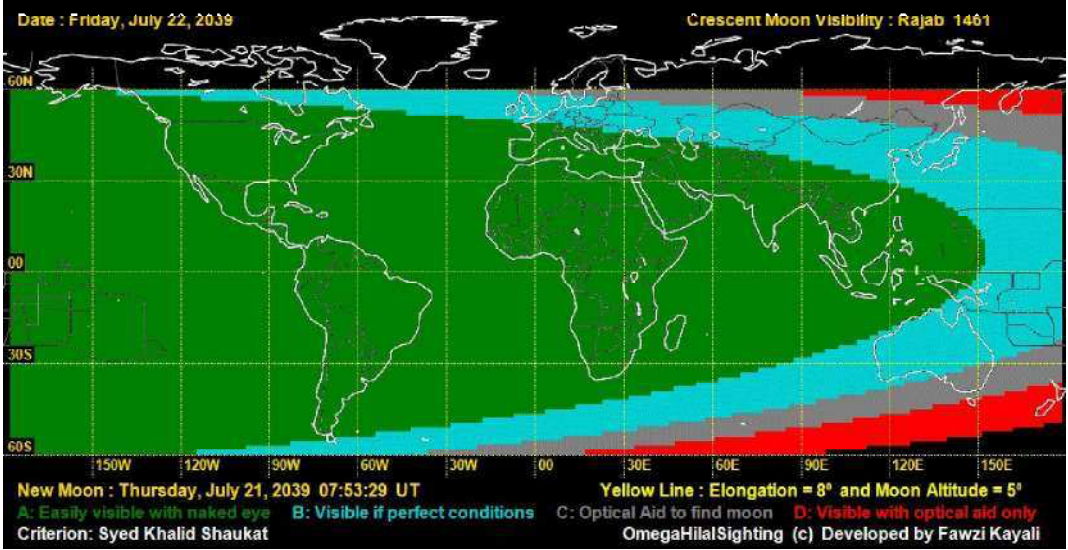 Date : Friday, July 22, 2039 Crescent Moon Visibility : Rajab 1461
60N
30N
00
30S
60S
150W 120W 90W 60W 30W 00 30E 60E 90E 120E 150E
New Moon : Thursday, July 21, 2039 07:53:29 UT Yellow Line : Elongation = 8º and Moon Altitude = 5º
A: Easily visible with naked eye B: Visible if perfect conditions C: Optical Aid to find moon D: Visible with optical aid only
Criterion: Syed Khalid Shaukat OmegaHilalSighting (c) Developed by Fawzi Kayali